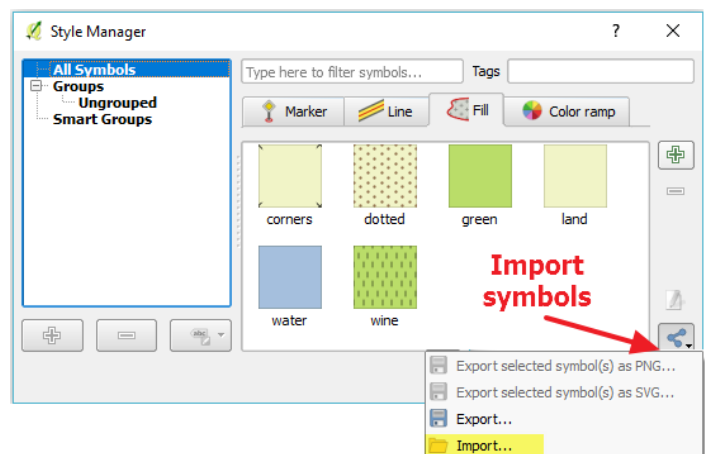 Style Manager
?
All Symbols
Groups
Ungrouped
Smart Groups
Type here to filter symbols...
Tags
Marker
Line
Fill
Color ramp
corners
dotted
green
land
water
wine
Import
symbols
abc
Export selected symbol(s) as PNG...
Export selected symbol(s) as SVG...
Export...
Import...